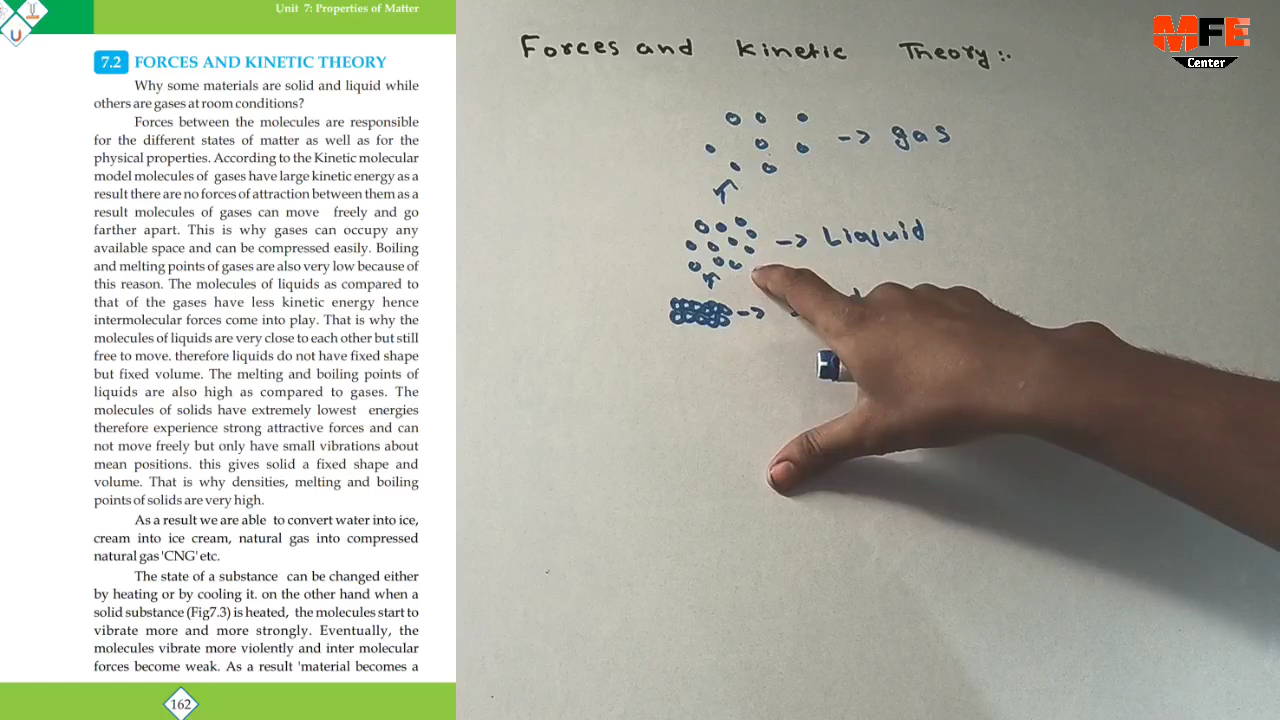 Unit 7: Properties of Matter
7.2 FORCES AND KINETIC THEORY
Why some materials are solid and liquid while
others are gases at room conditions?
Forces between the molecules are responsible
for the different states of matter as well as for the
physical properties. According to the Kinetic molecular
model molecules of gases have large kinetic energy as a
result there are no forces of attraction between them as a
result molecules of gases can move freely and go
farther apart. This is why gases can occupy any
available space and can be compressed easily. Boiling
and melting points of gases are also very low because of
this reason. The molecules of liquids as compared to
that of the gases have less kinetic energy hence
intermolecular forces come into play. That is why the
molecules of liquids are very close to each other but still
free to move. therefore liquids do not have fixed shape
but fixed volume. The melting and boiling points of
liquids are also high as compared to gases. The
molecules of solids have extremely lowest energies
therefore experience strong attractive forces and can
not move freely but only have small vibrations about
mean positions. this gives solid a fixed shape and
volume. That is why densities, melting and boiling
points of solids are very high.
As a result we are able to convert water into ice,
cream into ice cream, natural gas into compressed
natural gas 'CNG' etc.
The state of a substance can be changed either
by heating or by cooling it. on the other hand when a
solid substance (Fig7.3) is heated, the molecules start to
vibrate more and more strongly. Eventually, the
molecules vibrate more violently and inter molecular
forces become weak. As a result 'material becomes a
162
Forces and Kinetic Theory:.
gas
Liquid
MFE
Center